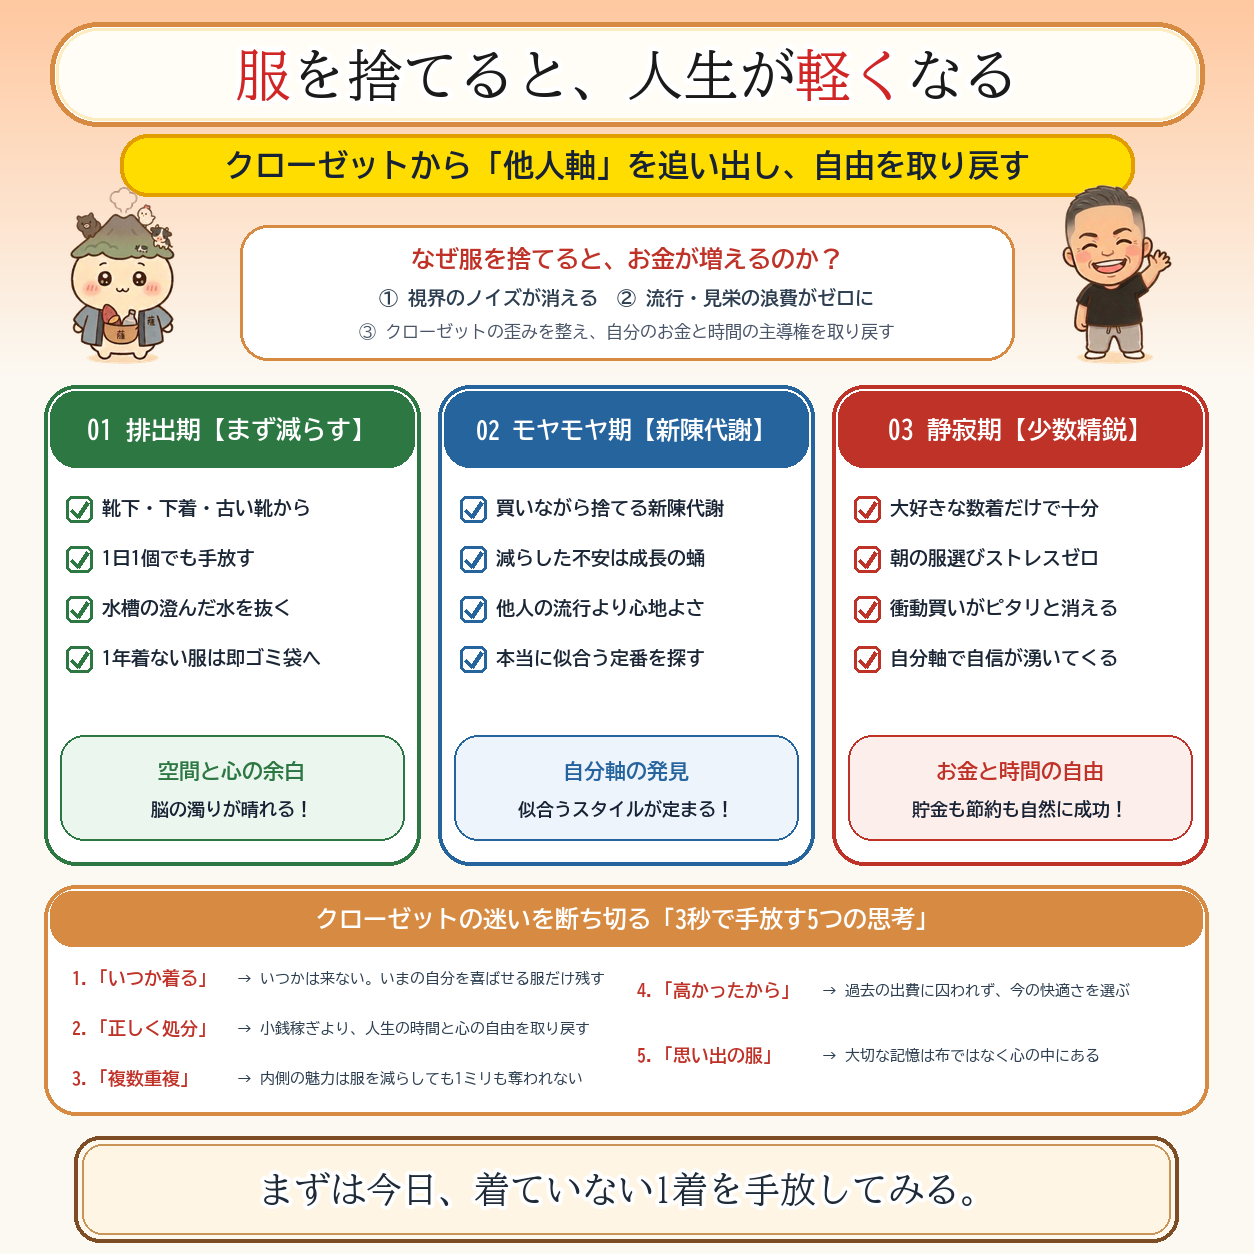 服を捨てると、人生が軽くなる
クローゼットから「他人軸」を追い出し、自由を取り戻す
なぜ服を捨てると、お金が増えるのか？
① 視界のノイズが消える　② 流行・見栄の浪費がゼロに
③ クローゼットの歪みを整え、自分のお金と時間の主導権を取り戻す
薩
薩
01 排出期【まず減らす】
靴下・下着・古い靴から
1日1個でも手放す
水槽の澄んだ水を抜く
1年着ない服は即ゴミ袋へ
空間と心の余白
脳の濁りが晴れる！
02 モヤモヤ期【新陳代謝】
買いながら捨てる新陳代謝
減らした不安は成長の蛹
他人の流行より心地よさ
本当に似合う定番を探す
自分軸の発見
似合うスタイルが定まる！
03 静寂期【少数精鋭】
大好きな数着だけで十分
朝の服選びストレスゼロ
衝動買いがピタリと消える
自分軸で自信が湧いてくる
お金と時間の自由
貯金も節約も自然に成功！
クローゼットの迷いを断ち切る「3秒で手放す5つの思考」
1.「いつか着る」　→ いつかは来ない。いまの自分を喜ばせる服だけ残す
2.「正しく処分」　→ 小銭稼ぎより、人生の時間と心の自由を取り戻す
3.「複数重複」　→ 内側の魅力は服を減らしても1ミリも奪われない
4.「高かったから」　→ 過去の出費に囚われず、今の快適さを選ぶ
5.「思い出の服」　→ 大切な記憶は布ではなく心の中にある
まずは今日、着ていない1着を手放してみる。